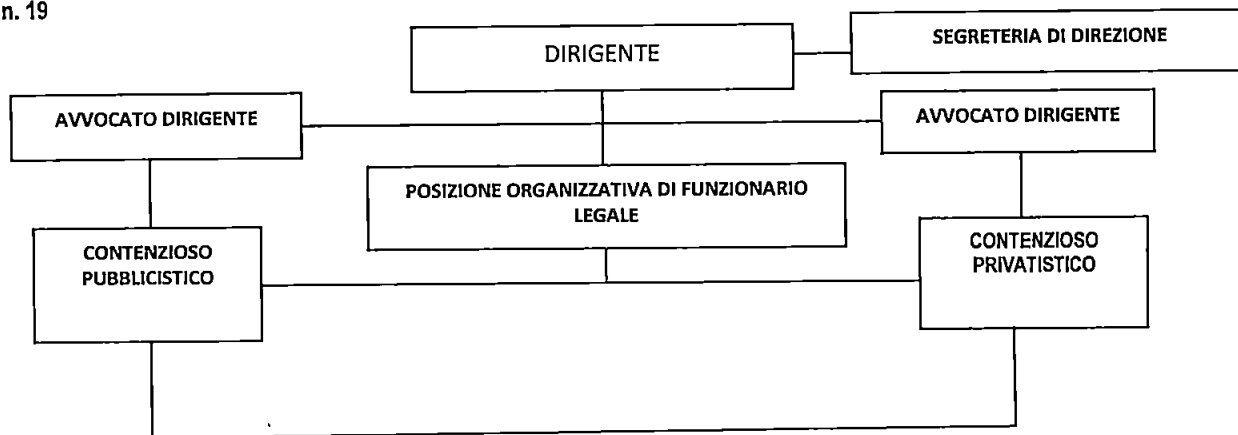 n. 19
DIRIGENTE
SEGRETERIA DI DIREZIONE
AVVOCATO DIRIGENTE
AVVOCATO DIRIGENTE
POSIZIONE ORGANIZZATIVA DI FUNZIONARIO
LEGALE
CONTENZIOSO
PUBBLICISTICO
CONTENZIOSO
PRIVATISTICO